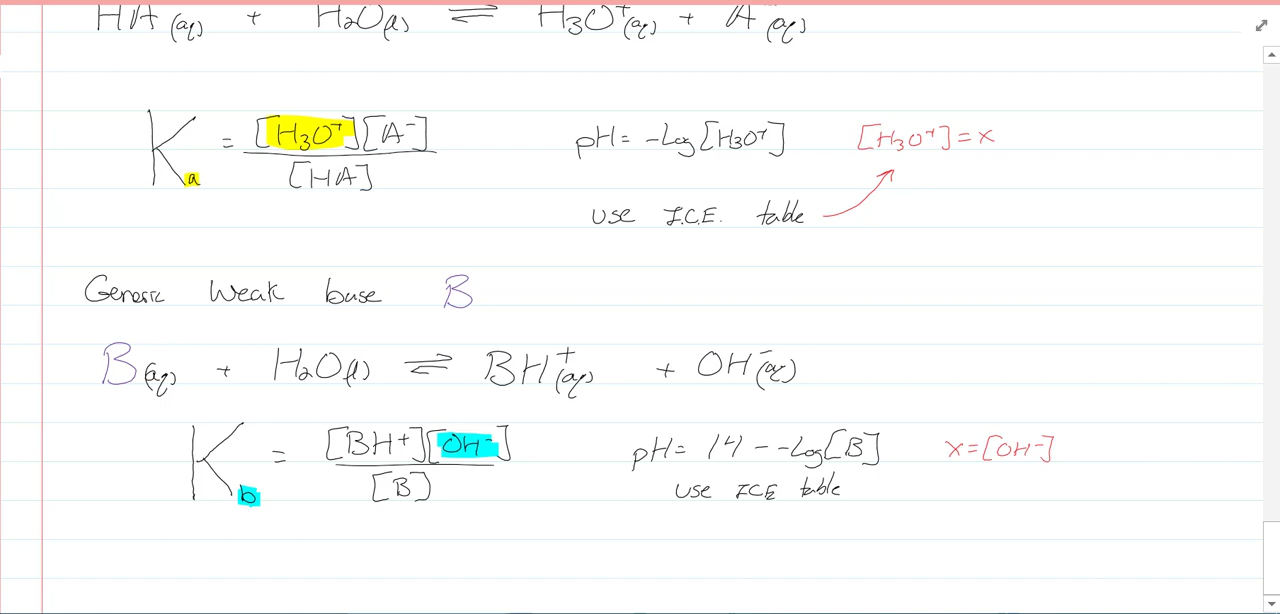 HA(aq) + H₂O(l) ⇌ H₃O⁺(aq) + A⁻(aq)
Kₐ = [H₃O⁺][A⁻] / [HA] pH = -Log[H₃O⁺] [H₃O⁺] = x
use I.C.E. table
Generic Weak base B
B(aq) + H₂O(l) ⇌ BH⁺(aq) + OH⁻(aq)
K_b = [BH+][OH⁻] / [B] pH = 14 - -Log[B] x = [OH⁻]
use ICE table